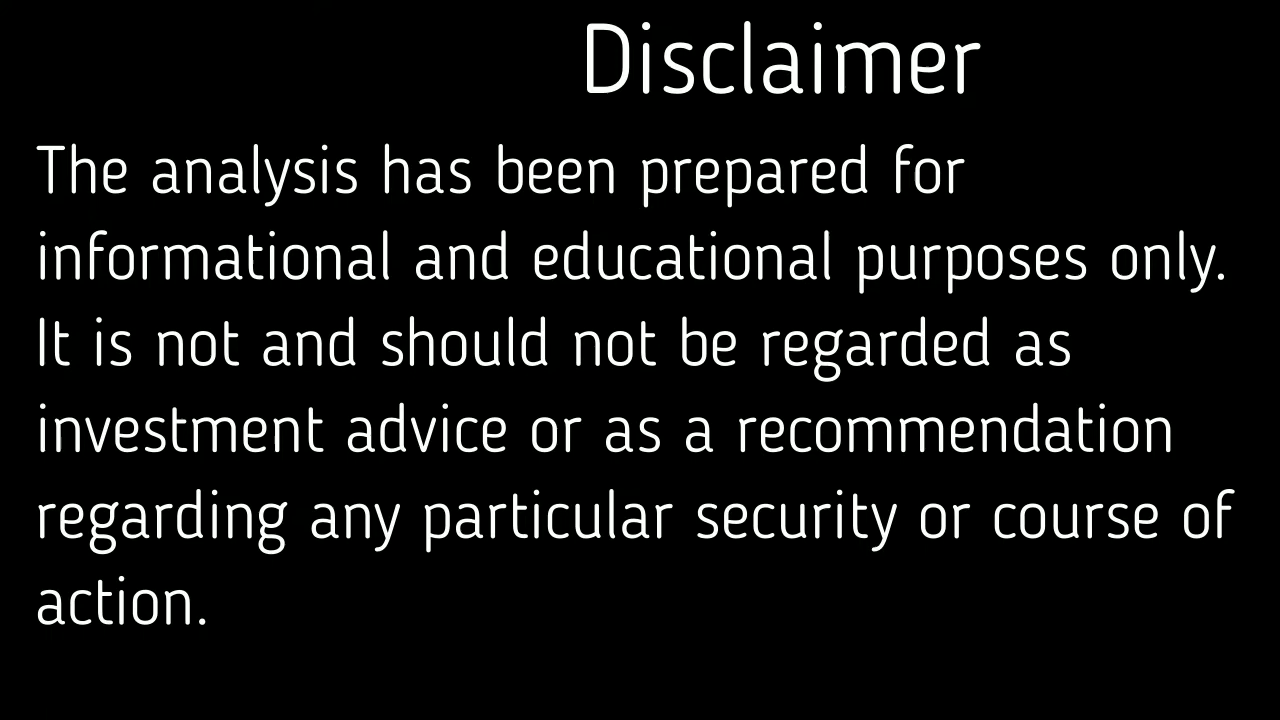 Disclaimer
The analysis has been prepared for
informational and educational purposes only.
It is not and should not be regarded as
investment advice or as a recommendation
regarding any particular security or course of
action.